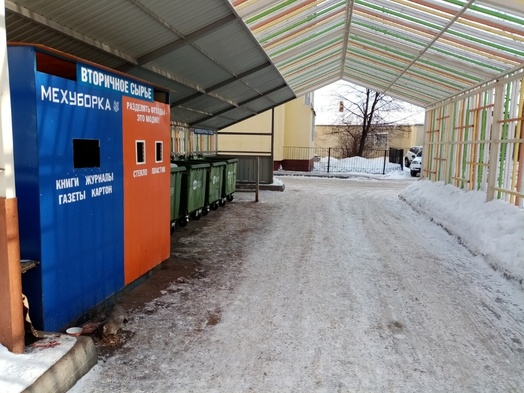 ВТОРИЧНОЕ СЫРЬЕ
МЕХУБОРКА
РАЗДЕЛЯТЬ ОТХОДЫ
ЭТО МОДНО!
КНИГИ ЖУРНАЛЫ
ГАЗЕТЫ КАРТОН
СТЕКЛО ПЛАСТИК